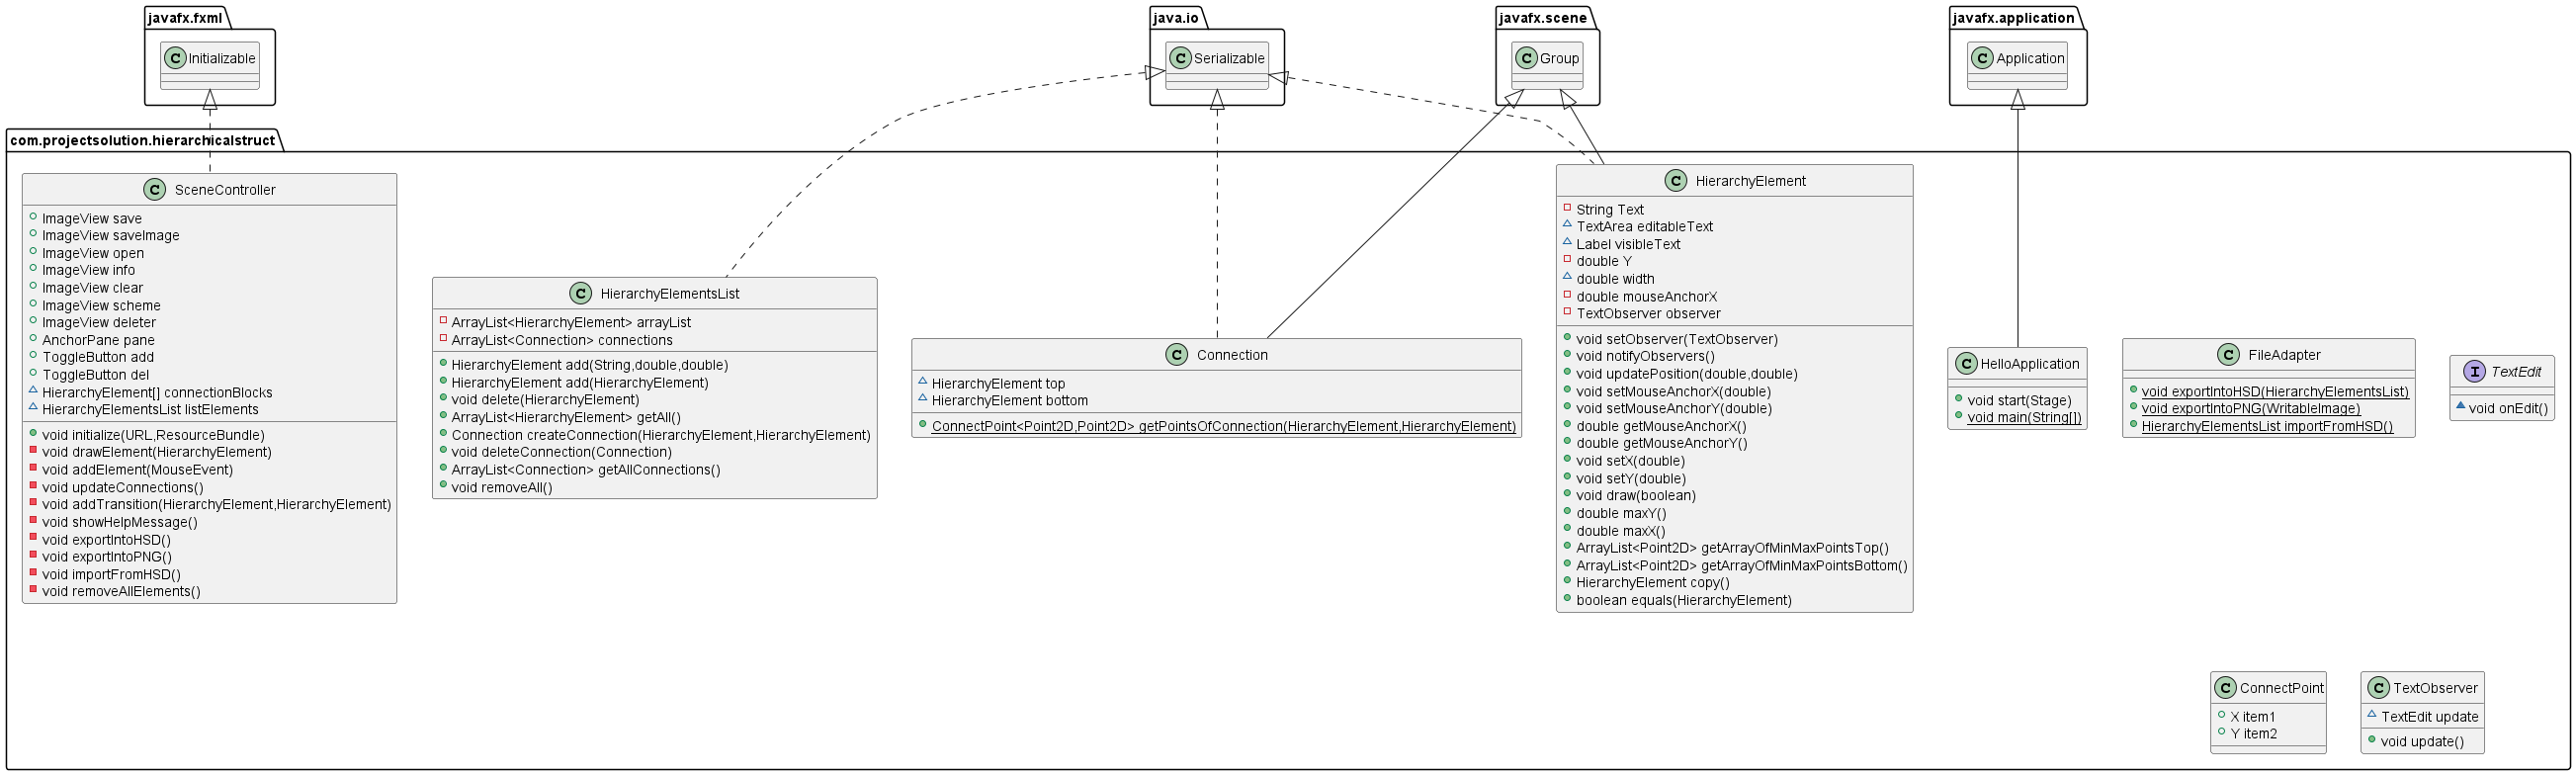 javafx.fxml
C Initializable
java.io
C Serializable
javafx.scene
C Group
javafx.application
C Application
com.projectsolution.hierarchicalstruct
C SceneController
ImageView save
ImageView saveImage
ImageView open
ImageView info
ImageView clear
ImageView scheme
ImageView deleter
AnchorPane pane
ToggleButton add
ToggleButton del
HierarchyElement[] connectionBlocks
HierarchyElementsList listElements
void initialize(URL,ResourceBundle)
void drawElement(HierarchyElement)
void addElement(MouseEvent)
void updateConnections()
void addTransition(HierarchyElement,HierarchyElement)
void showHelpMessage()
void exportIntoHSD()
void exportIntoPNG()
void importFromHSD()
void removeAllElements()
C HierarchyElementsList
ArrayList<HierarchyElement> arrayList
ArrayList<Connection> connections
HierarchyElement add(String,double,double)
HierarchyElement add(HierarchyElement)
void delete(HierarchyElement)
ArrayList<HierarchyElement> getAll()
Connection createConnection(HierarchyElement,HierarchyElement)
void deleteConnection(Connection)
ArrayList<Connection> getAllConnections()
void removeAll()
C Connection
HierarchyElement top
HierarchyElement bottom
ConnectPoint<Point2D,Point2D> getPointsOfConnection(HierarchyElement,HierarchyElement)
C HierarchyElement
String Text
TextArea editableText
Label visibleText
double Y
double width
double mouseAnchorX
TextObserver observer
void setObserver(TextObserver)
void notifyObservers()
void updatePosition(double,double)
void setMouseAnchorX(double)
void setMouseAnchorY(double)
double getMouseAnchorX()
double getMouseAnchorY()
void setX(double)
void setY(double)
void draw(boolean)
double maxY()
double maxX()
ArrayList<Point2D> getArrayOfMinMaxPointsTop()
ArrayList<Point2D> getArrayOfMinMaxPointsBottom()
HierarchyElement copy()
boolean equals(HierarchyElement)
C HelloApplication
void start(Stage)
void main(String[])
C FileAdapter
void exportIntoHSD(HierarchyElementsList)
void exportIntoPNG(WritableImage)
HierarchyElementsList importFromHSD()
I TextEdit
void onEdit()
C ConnectPoint
X item1
Y item2
C TextObserver
TextEdit update
void update()